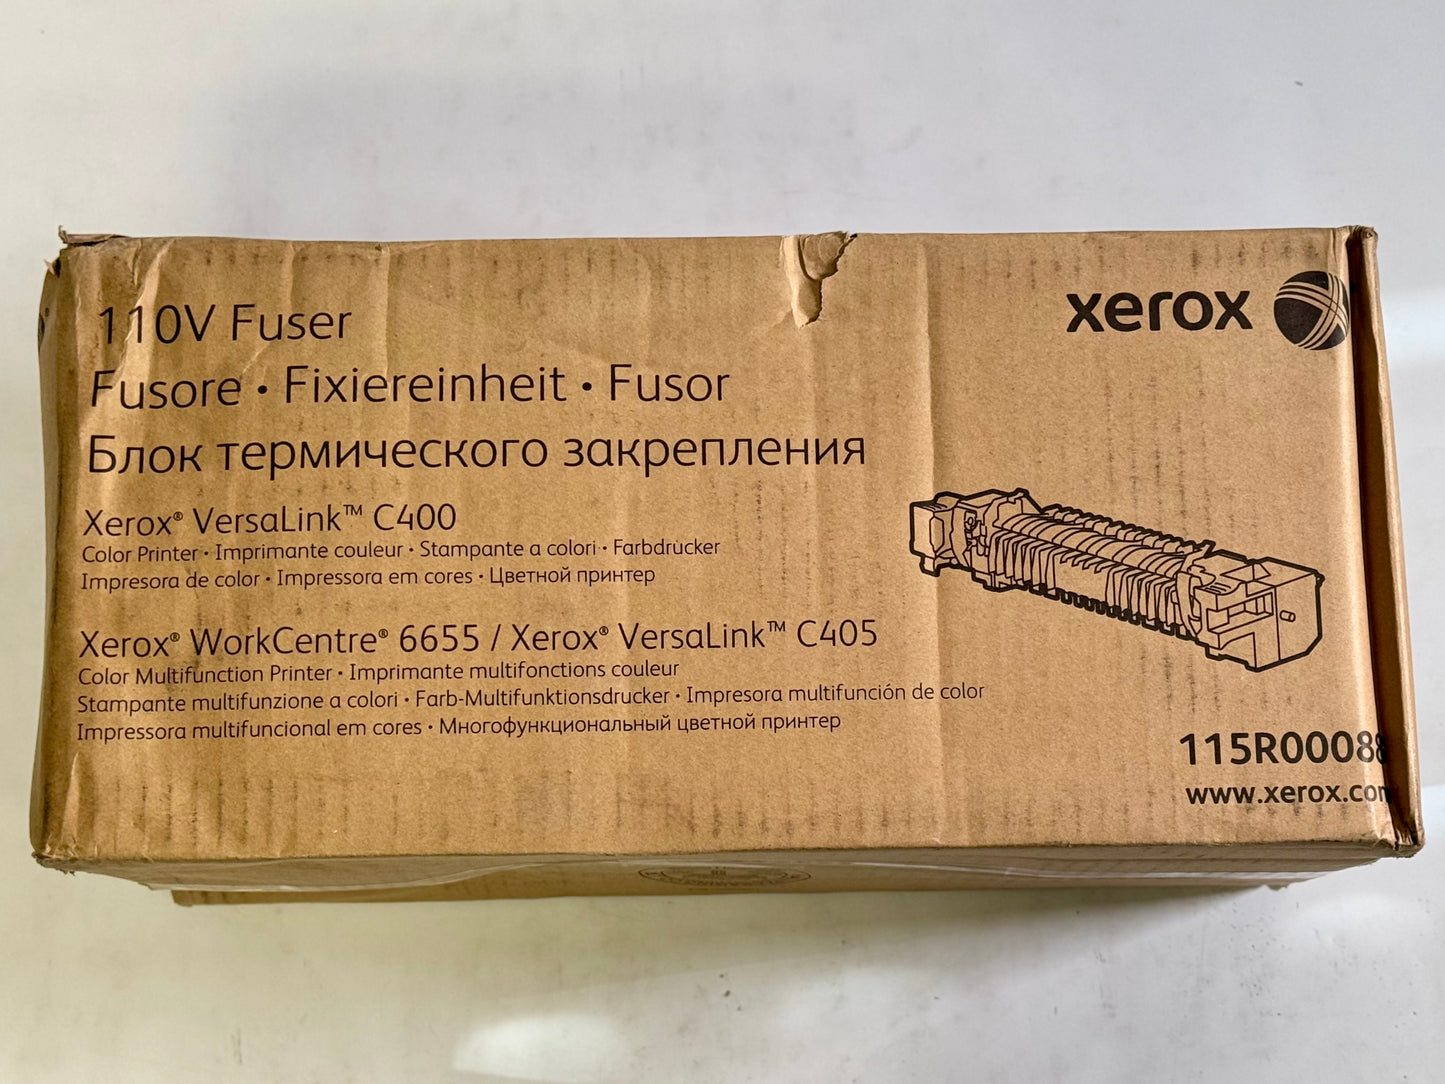 110V Fuser
Fusore • Fixiereinheit • Fusor
Блок термического закрепления
Xerox® VersaLink™ C400
Color Printer • Imprimante couleur • Stampante a colori • Farbdrucker
Impresora de color • Impressora em cores • Цветной принтер
Xerox® WorkCentre® 6655 / Xerox® VersaLink™ C405
Color Multifunction Printer • Imprimante multifonctions couleur
Stampante multifunzione a colori • Farb-Multifunktionsdrucker • Impresora multifunción de color
Impressora multifuncional em cores • Многофункциональный цветной принтер
xerox
115R00088
www.xerox.com